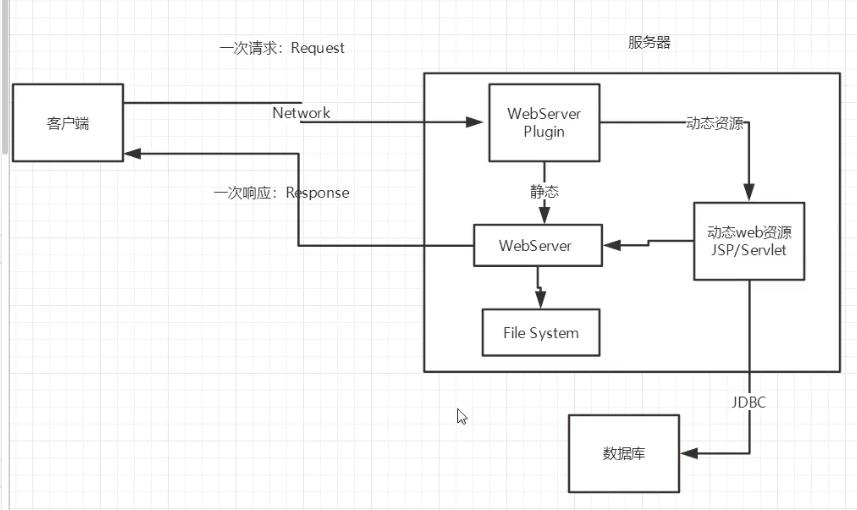 一次请求：Request
服务器
客户端
Network
WebServer
Plugin
动态资源
一次响应：Response
静态
WebServer
动态web资源
JSP/Servlet
File System
JDBC
数据库